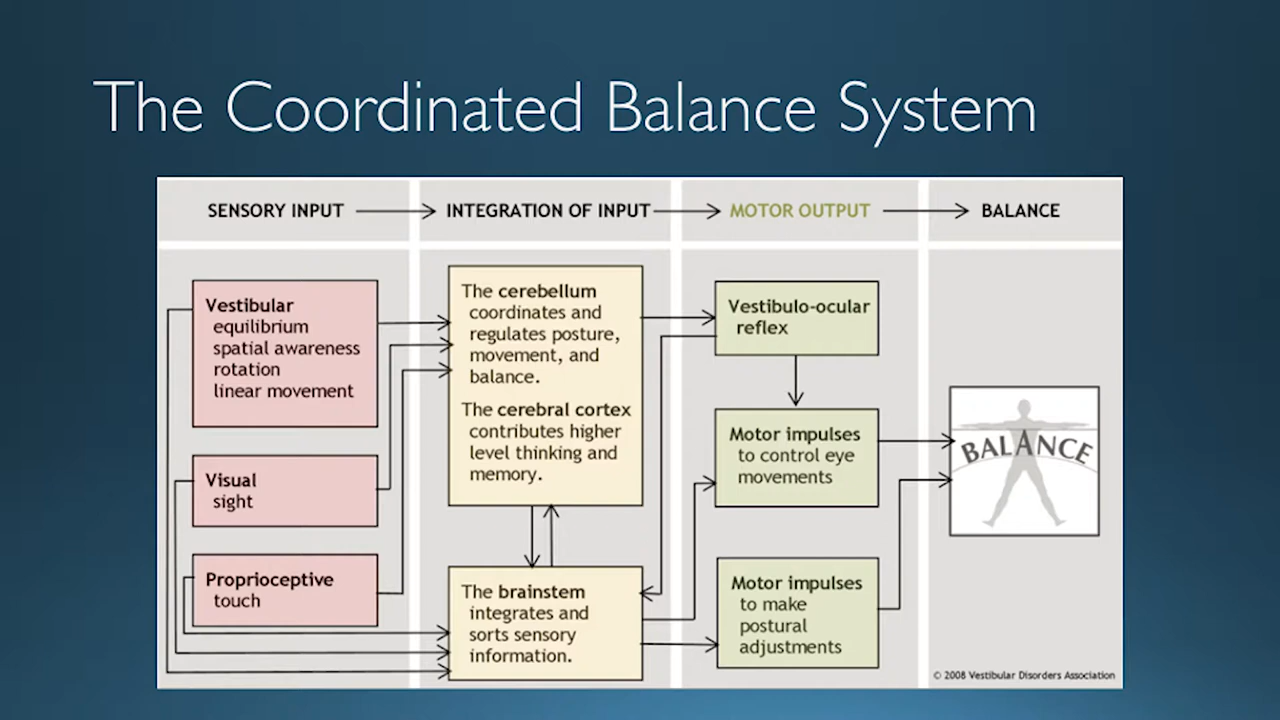 The Coordinated Balance System
SENSORY INPUT
INTEGRATION OF INPUT
MOTOR OUTPUT
BALANCE
Vestibular
equilibrium
spatial awareness
rotation
linear movement
Visual
sight
Proprioceptive
touch
The cerebellum
coordinates and
regulates posture,
movement, and
balance.
The cerebral cortex
contributes higher
level thinking and
memory.
The brainstem
integrates and
sorts sensory
information.
Vestibulo-ocular
reflex
Motor impulses
to control eye
movements
Motor impulses
to make
postural
adjustments
BALANCE
© 2008 Vestibular Disorders Association